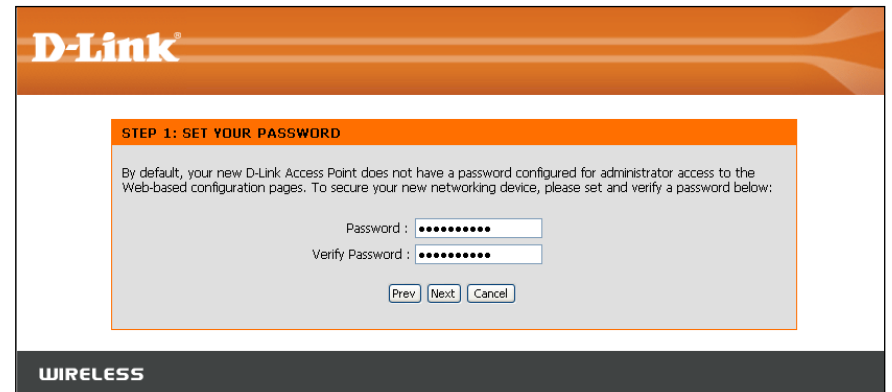 D-Link®
STEP 1: SET YOUR PASSWORD
By default, your new D-Link Access Point does not have a password configured for administrator access to the
Web-based configuration pages. To secure your new networking device, please set and verify a password below:
Password : ●●●●●●●●●●
Verify Password : ●●●●●●●●●●
Prev Next Cancel
WIRELESS